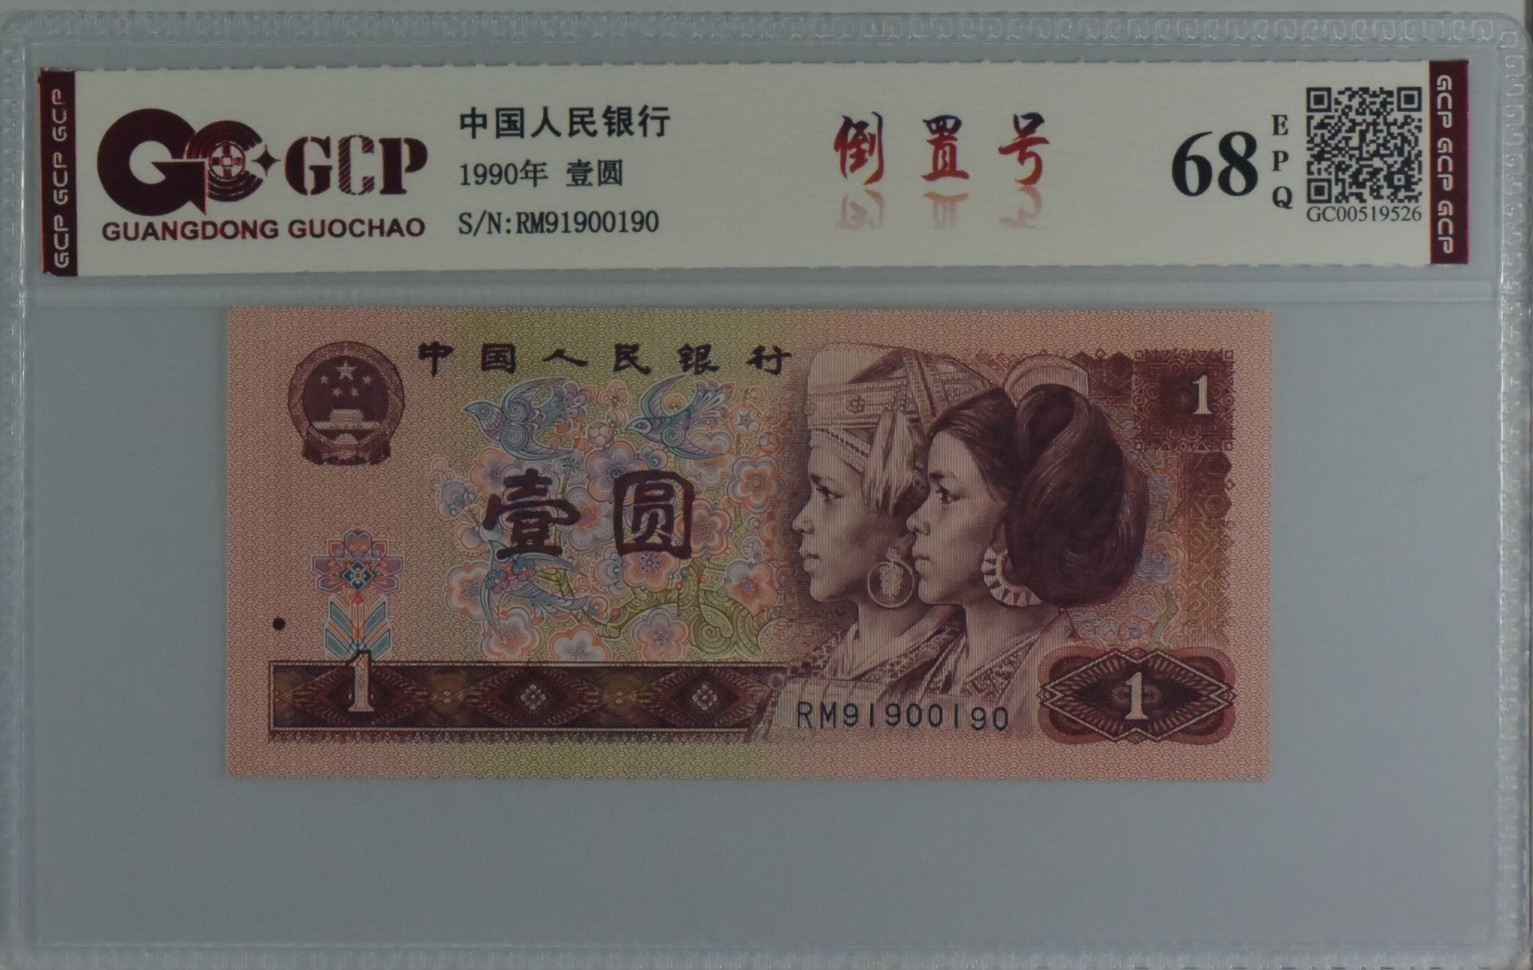 GCP GCP GCP
GCP
GUANGDONG GUOCHAO
中国人民银行
1990年 壹圆
S/N:RM91900190
倒置号
68
EPQ
GC00519526
GCP GCP GCP
中国人民银行
1
壹圆
1
RM91900190
1